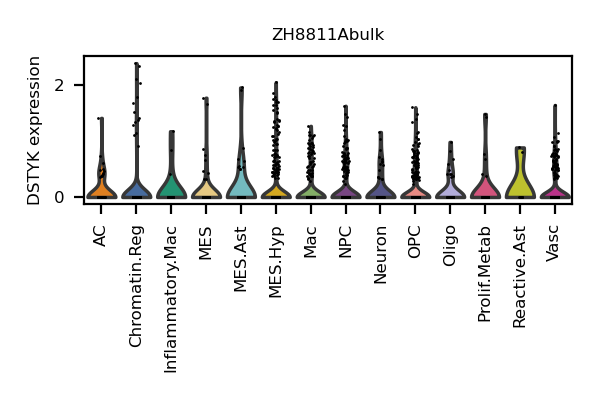 ZH8811Abulk
DSTYK expression
2
0
AC
Chromatin.Reg
Inflammatory.Mac
MES
MES.Ast
MES.Hyp
Mac
NPC
Neuron
OPC
Oligo
Prolif.Metab
Reactive.Ast
Vasc